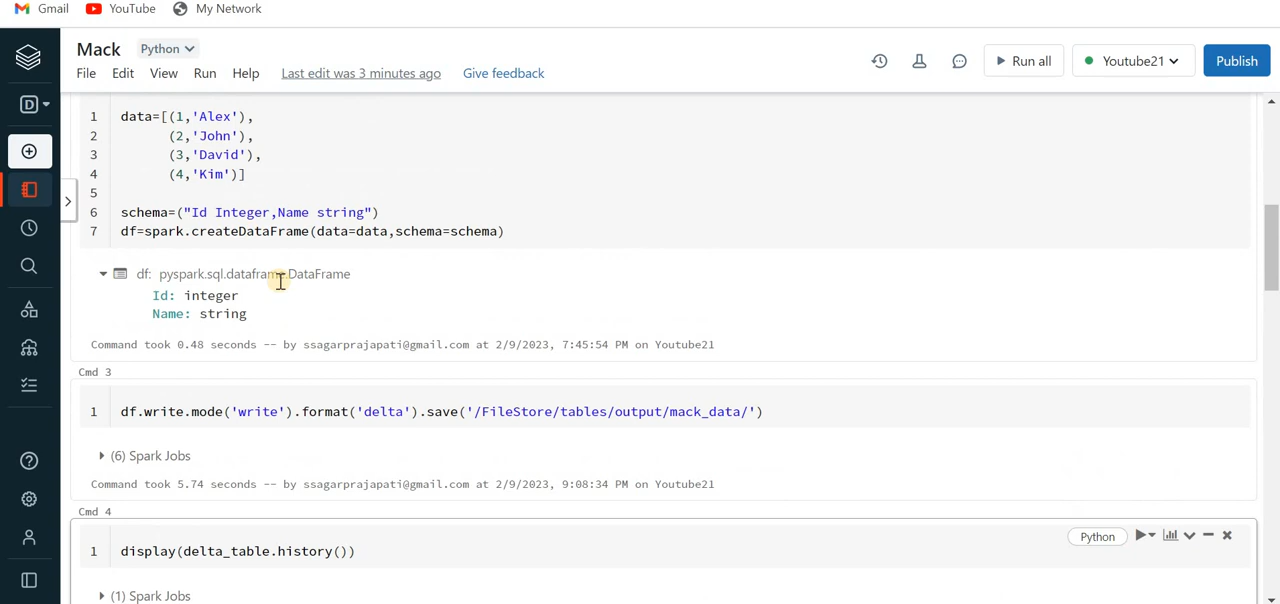 Gmail YouTube My Network
Mack Python
File Edit View Run Help Last edit was 3 minutes ago Give feedback
Run all Youtube21 Publish
D
1 data=[(1,'Alex'),
2 (2,'John'),
3 (3,'David'),
4 (4,'Kim')]
5
6 schema=("Id Integer,Name string")
7 df=spark.createDataFrame(data=data,schema=schema)
df: pyspark.sql.dataframe.DataFrame
Id: integer
Name: string
Command took 0.48 seconds -- by ssagarprajapati@gmail.com at 2/9/2023, 7:45:54 PM on Youtube21
Cmd 3
1 df.write.mode('write').format('delta').save('/FileStore/tables/output/mack_data/')
(6) Spark Jobs
Command took 5.74 seconds -- by ssagarprajapati@gmail.com at 2/9/2023, 9:08:34 PM on Youtube21
Cmd 4
Python
1 display(delta_table.history())
(1) Spark Jobs